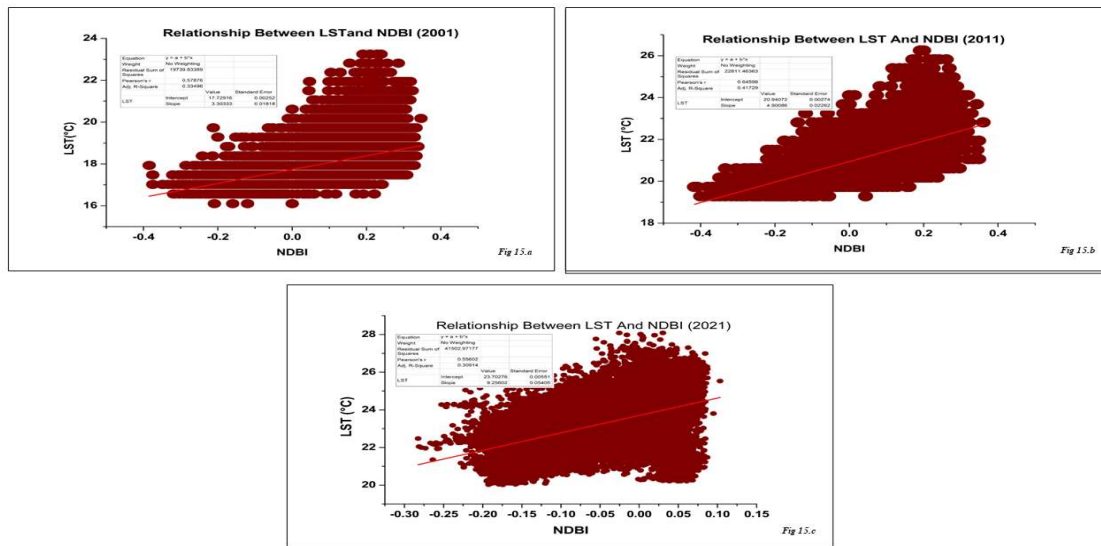 Relationship Between LSTand NDBI (2001)
Equation y = a + b*x
Weight No Weighting
Residual Sum of Squares 19739.83389
Pearson's r 0.57876
Adj. R-Square 0.33496
Value Standard Error
LST Intercept 17.72916 0.00252
Slope 3.30333 0.01618
24
22
20
18
16
LST(°C)
-0.4 -0.2 0.0 0.2 0.4
NDBI
Fig 15.a
Relationship Between LST And NDBI (2011)
Equation y = a + b*x
Weight No Weighting
Residual Sum of Squares 22811.46363
Pearson's r 0.64598
Adj. R-Square 0.41729
Value Standard Error
LST Intercept 20.94072 0.00274
Slope 4.90086 0.02262
26
24
22
20
18
LST (°C)
-0.4 -0.2 0.0 0.2 0.4
NDBI
Fig 15.b
Relationship Between LST And NDBI (2021)
Equation y = a + b*x
Weight No Weighting
Residual Sum of Squares 41502.97177
Pearson's r 0.55602
Adj. R-Square 0.30914
Value Standard Error
LST Intercept 23.70276 0.00551
Slope 9.25602 0.05405
28
26
24
22
20
LST (°C)
-0.30 -0.25 -0.20 -0.15 -0.10 -0.05 0.00 0.05 0.10 0.15
NDBI
Fig 15.c